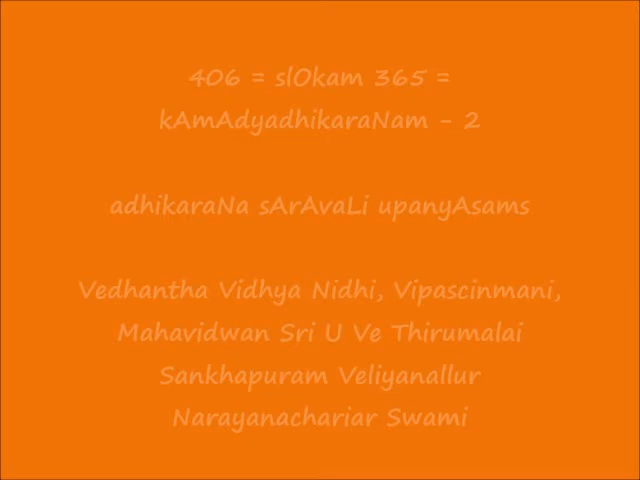 406 = slOkam 365 =
kAmAdyadhikaraNam - 2
adhikaraNa sArAvaLi upanyAsams
Vedhantha Vidhya Nidhi, Vipascinmani,
Mahavidwan Sri U Ve Thirumalai
Sankhapuram Veliyanallur
Narayanachariar Swami